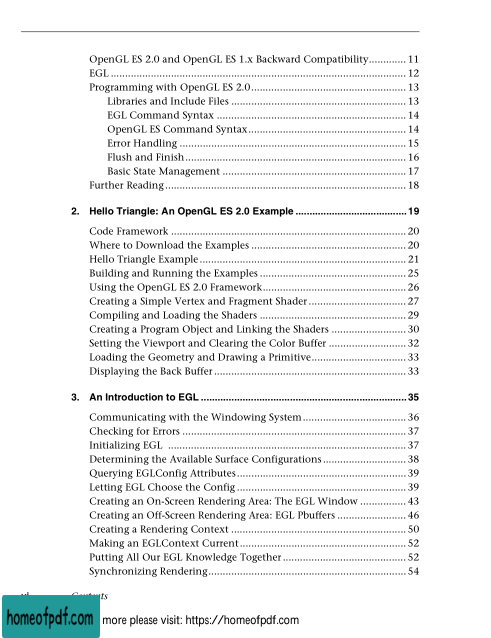 OpenGL ES 2.0 and OpenGL ES 1.x Backward Compatibility............. 11
EGL ....................................................................................................... 12
Programming with OpenGL ES 2.0...................................................... 13
Libraries and Include Files ............................................................. 13
EGL Command Syntax .................................................................. 14
OpenGL ES Command Syntax....................................................... 14
Error Handling ............................................................................... 15
Flush and Finish............................................................................. 16
Basic State Management ................................................................ 17
Further Reading.................................................................................... 18
2. Hello Triangle: An OpenGL ES 2.0 Example ........................................ 19
Code Framework .................................................................................. 20
Where to Download the Examples ...................................................... 20
Hello Triangle Example........................................................................ 21
Building and Running the Examples ................................................... 25
Using the OpenGL ES 2.0 Framework.................................................. 26
Creating a Simple Vertex and Fragment Shader.................................. 27
Compiling and Loading the Shaders ................................................... 29
Creating a Program Object and Linking the Shaders .......................... 30
Setting the Viewport and Clearing the Color Buffer ........................... 32
Loading the Geometry and Drawing a Primitive................................. 33
Displaying the Back Buffer................................................................... 33
3. An Introduction to EGL ......................................................................... 35
Communicating with the Windowing System.................................... 36
Checking for Errors .............................................................................. 37
Initializing EGL ................................................................................... 37
Determining the Available Surface Configurations............................. 38
Querying EGLConfig Attributes........................................................... 39
Letting EGL Choose the Config........................................................... 39
Creating an On-Screen Rendering Area: The EGL Window ................ 43
Creating an Off-Screen Rendering Area: EGL Pbuffers ........................ 46
Creating a Rendering Context ............................................................. 50
Making an EGLContext Current.......................................................... 52
Putting All Our EGL Knowledge Together ........................................... 52
Synchronizing Rendering..................................................................... 54
Contents
homeofpdf.com more please visit: https://homeofpdf.com